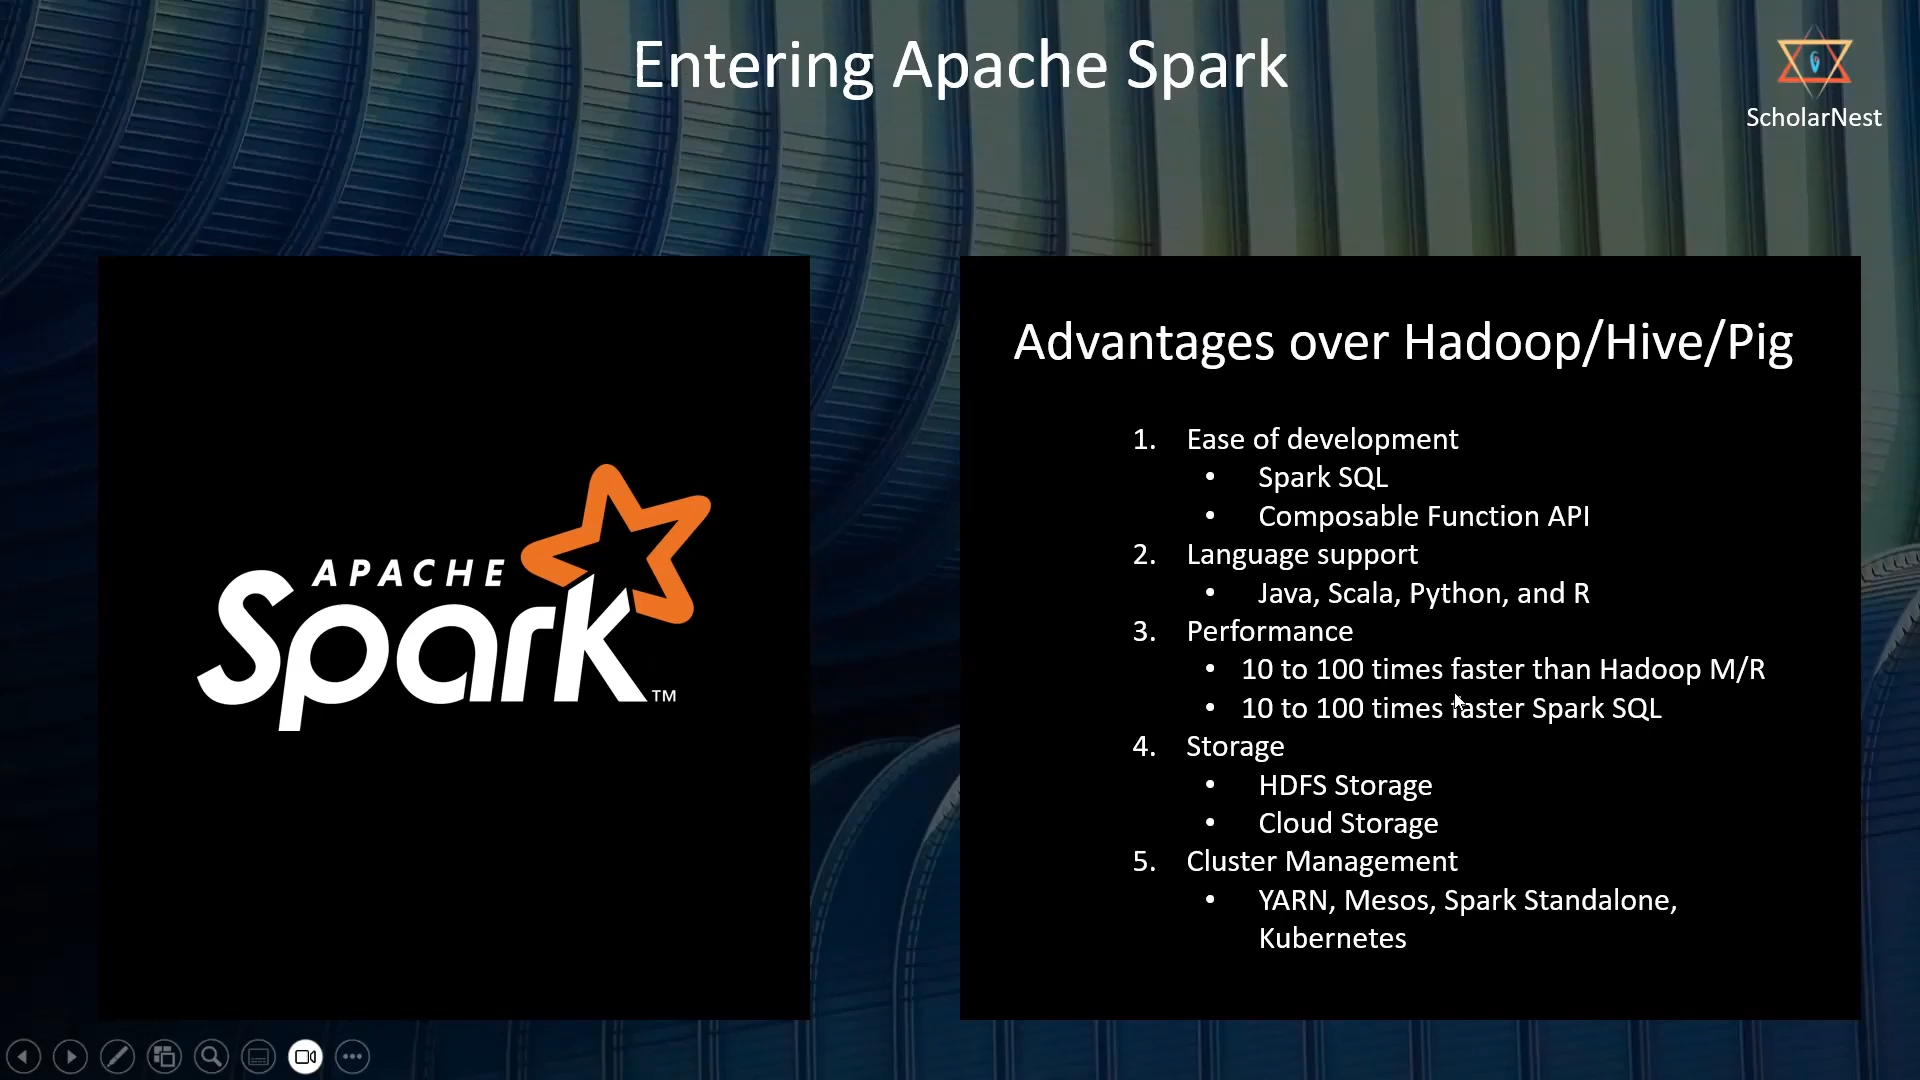 Entering Apache Spark
ScholarNest
APACHE
Spark™
Advantages over Hadoop/Hive/Pig
1. Ease of development
• Spark SQL
• Composable Function API
2. Language support
• Java, Scala, Python, and R
3. Performance
• 10 to 100 times faster than Hadoop M/R
• 10 to 100 times faster Spark SQL
4. Storage
• HDFS Storage
• Cloud Storage
5. Cluster Management
• YARN, Mesos, Spark Standalone,
Kubernetes